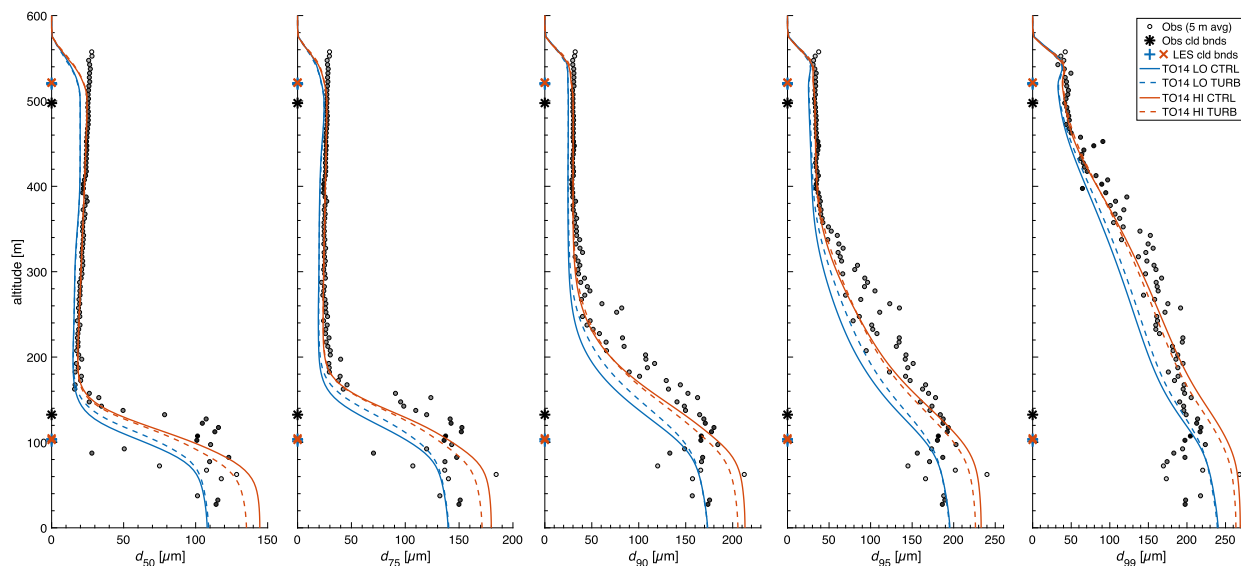 600
500
400
300
200
100
0
altitude [m]
0 50 100 150
d50 [µm]
0 50 100 150 200
d75 [µm]
0 50 100 150 200
d90 [µm]
0 50 100 150 200 250
d95 [µm]
0 50 100 150 200 250
d99 [µm]
Obs (5 m avg)
Obs cld bnds
LES cld bnds
TO14 LO CTRL
TO14 LO TURB
TO14 HI CTRL
TO14 HI TURB